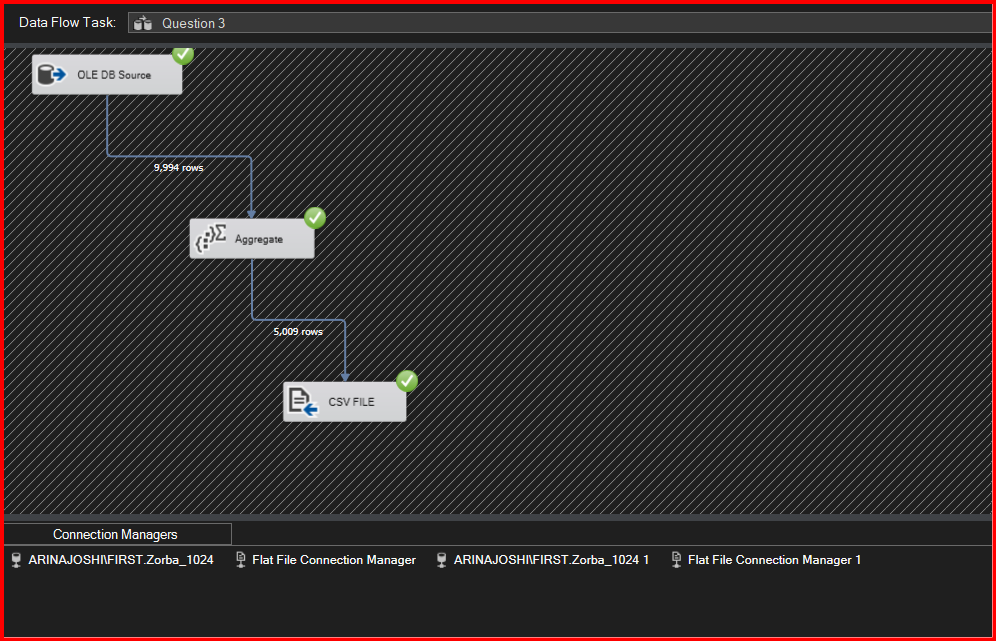 Data Flow Task: Question 3
OLE DB Source
9,994 rows
Aggregate
5,009 rows
CSV FILE
Connection Managers
ARINAJOSHI\FIRST.Zorba_1024 Flat File Connection Manager ARINAJOSHI\FIRST.Zorba_1024 1 Flat File Connection Manager 1